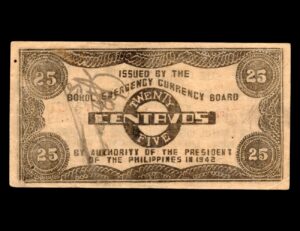 25 ISSUED BY THE 25
BOHOL EMERGENCY CURRENCY BOARD
TWENTY
CENTAVOS
FIVE
25 BY AUTHORITY OF THE PRESIDENT 25
OF THE PHILIPPINES IN 1942